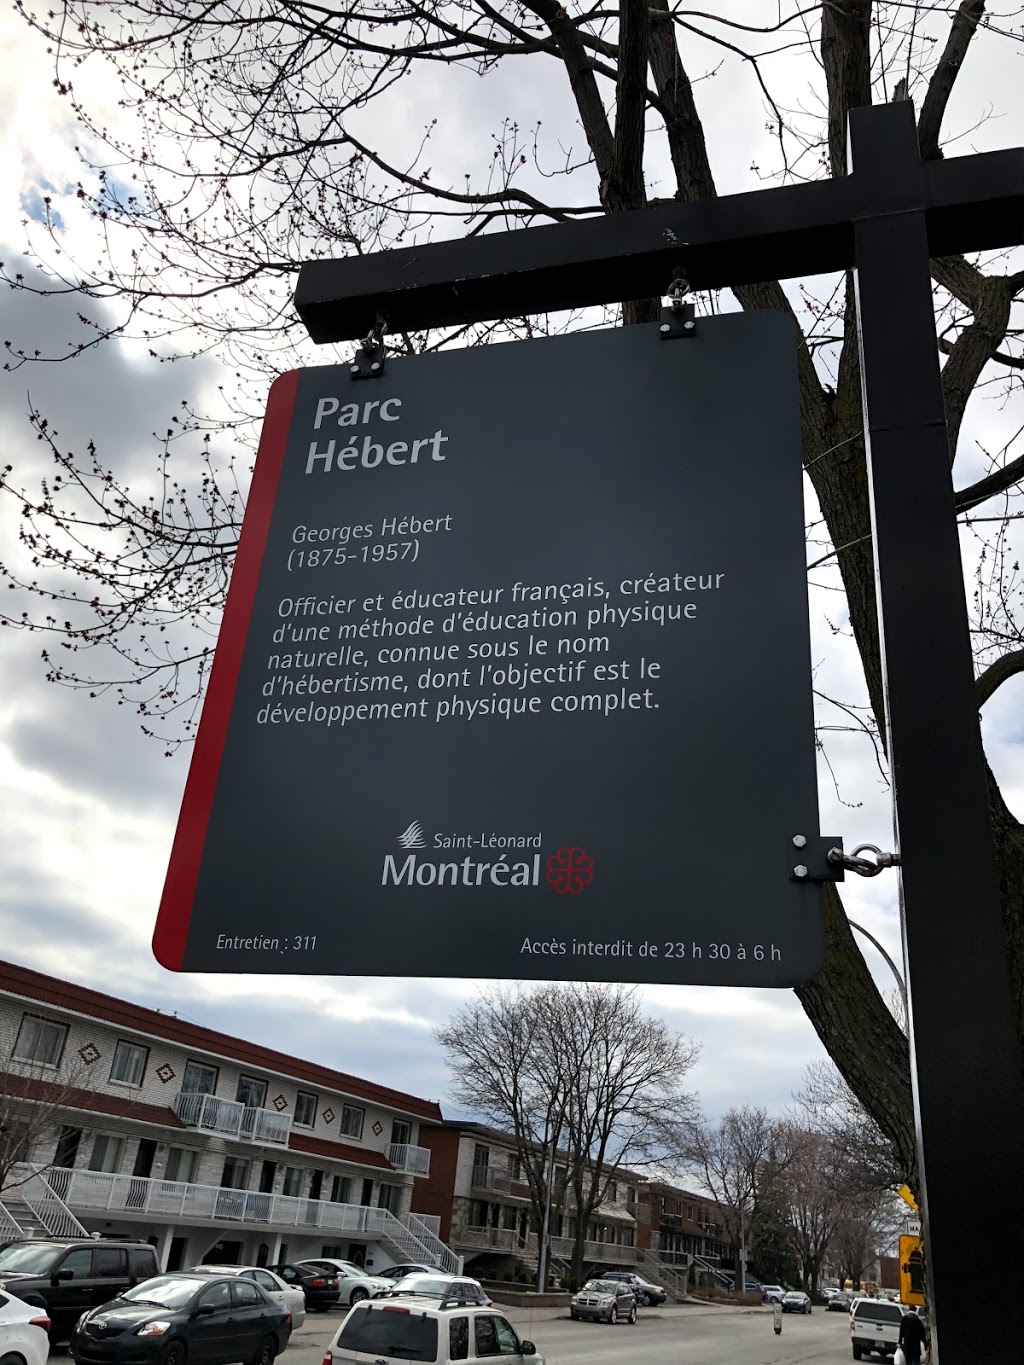 Parc
Hébert
Georges Hébert
(1875-1957)
Officier et éducateur français, créateur
d'une méthode d'éducation physique
naturelle, connue sous le nom
d'hébertisme, dont l'objectif est le
développement physique complet.
Saint-Léonard
Montréal
Entretien : 311
Accès interdit de 23 h 30 à 6 h